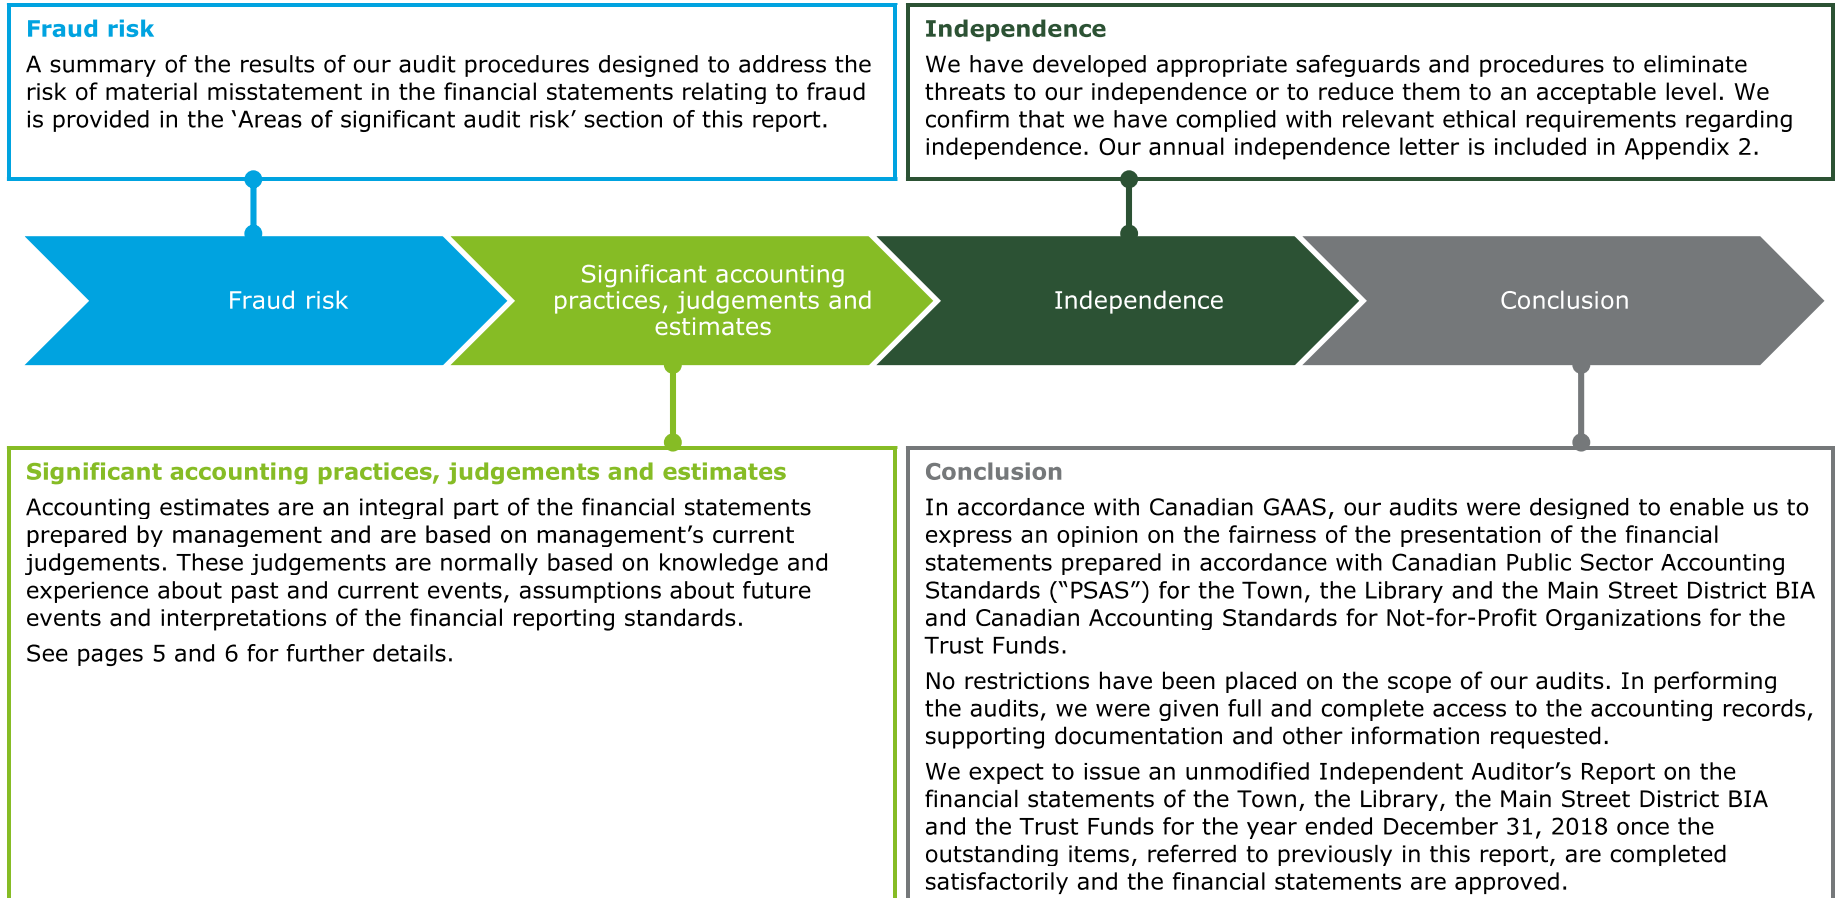 Fraud risk
A summary of the results of our audit procedures designed to address the
risk of material misstatement in the financial statements relating to fraud
is provided in the ‘Areas of significant audit risk’ section of this report.
Independence
We have developed appropriate safeguards and procedures to eliminate
threats to our independence or to reduce them to an acceptable level. We
confirm that we have complied with relevant ethical requirements regarding
independence. Our annual independence letter is included in Appendix 2.
Fraud risk
Significant accounting
practices, judgements and
estimates
Independence
Conclusion
Significant accounting practices, judgements and estimates
Accounting estimates are an integral part of the financial statements
prepared by management and are based on management’s current
judgements. These judgements are normally based on knowledge and
experience about past and current events, assumptions about future
events and interpretations of the financial reporting standards.
See pages 5 and 6 for further details.
Conclusion
In accordance with Canadian GAAS, our audits were designed to enable us to
express an opinion on the fairness of the presentation of the financial
statements prepared in accordance with Canadian Public Sector Accounting
Standards (“PSAS”) for the Town, the Library and the Main Street District BIA
and Canadian Accounting Standards for Not-for-Profit Organizations for the
Trust Funds.
No restrictions have been placed on the scope of our audits. In performing
the audits, we were given full and complete access to the accounting records,
supporting documentation and other information requested.
We expect to issue an unmodified Independent Auditor’s Report on the
financial statements of the Town, the Library, the Main Street District BIA
and the Trust Funds for the year ended December 31, 2018 once the
outstanding items, referred to previously in this report, are completed
satisfactorily and the financial statements are approved.